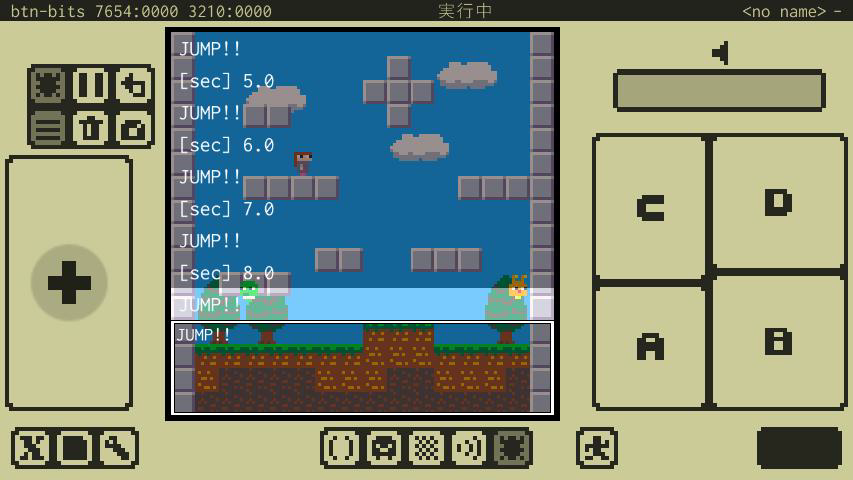 btn-bits 7654:0000 3210:0000 実行中 <no name> -
JUMP!!
[sec] 5.0
JUMP!!
[sec] 6.0
JUMP!!
[sec] 7.0
JUMP!!
[sec] 8.0
JUMP!!
JUMP!!
C D
A B
X